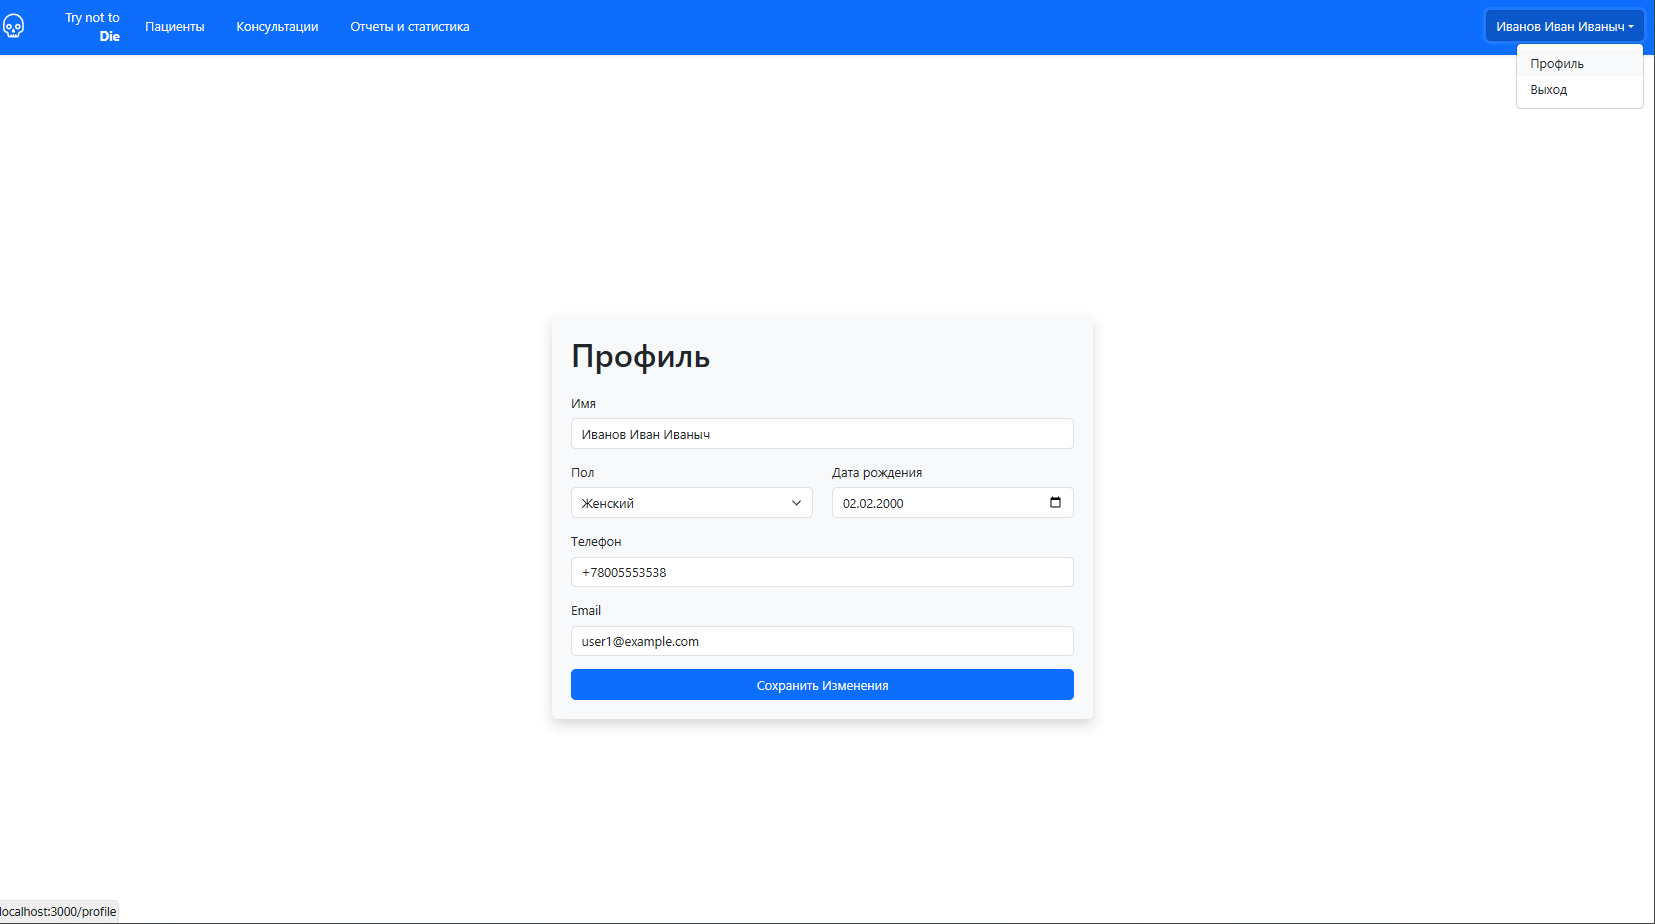 Try not to
Die
Пациенты
Консультации
Отчеты и статистика
Иванов Иван Иваныч
Профиль
Выход
Профиль
Имя
Иванов Иван Иваныч
Пол
Дата рождения
Женский
02.02.2000
Телефон
+78005553538
Email
user1@example.com
Сохранить Изменения
localhost:3000/profile